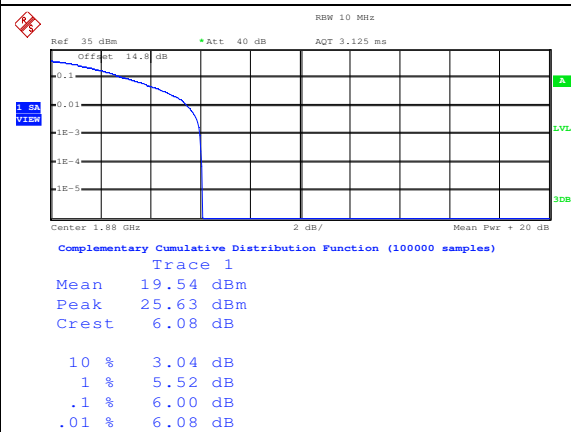 RBW 10 MHz
Ref 35 dBm *Att 40 dB AQT 3.125 ms
Offset 14.8 dB
0.1
A
0.01
1 SA
VIEW
1E-3
LVL
1E-4
1E-5
3DB
Center 1.88 GHz 2 dB/ Mean Pwr + 20 dB
Complementary Cumulative Distribution Function (100000 samples)
Trace 1
Mean 19.54 dBm
Peak 25.63 dBm
Crest 6.08 dB
10 % 3.04 dB
1 % 5.52 dB
.1 % 6.00 dB
.01 % 6.08 dB